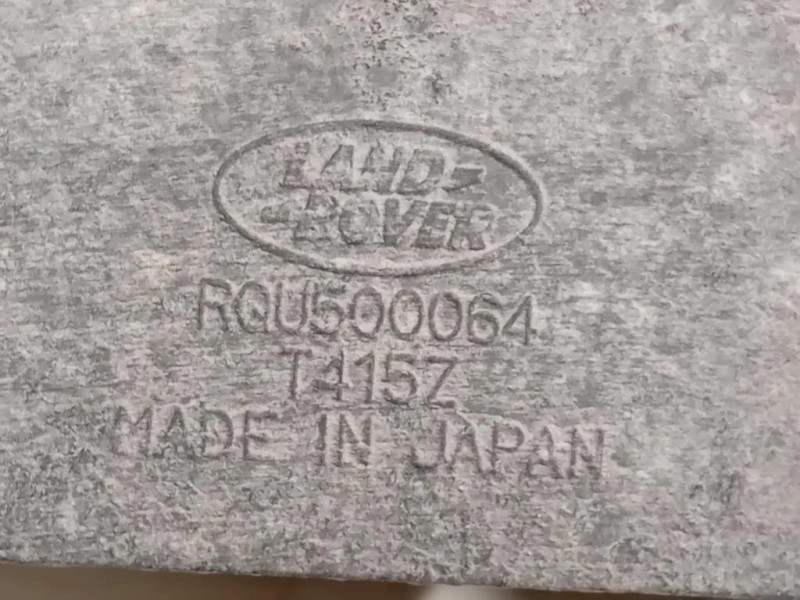 LAND-
-ROVER
RQU500064
T415Z
MADE IN JAPAN